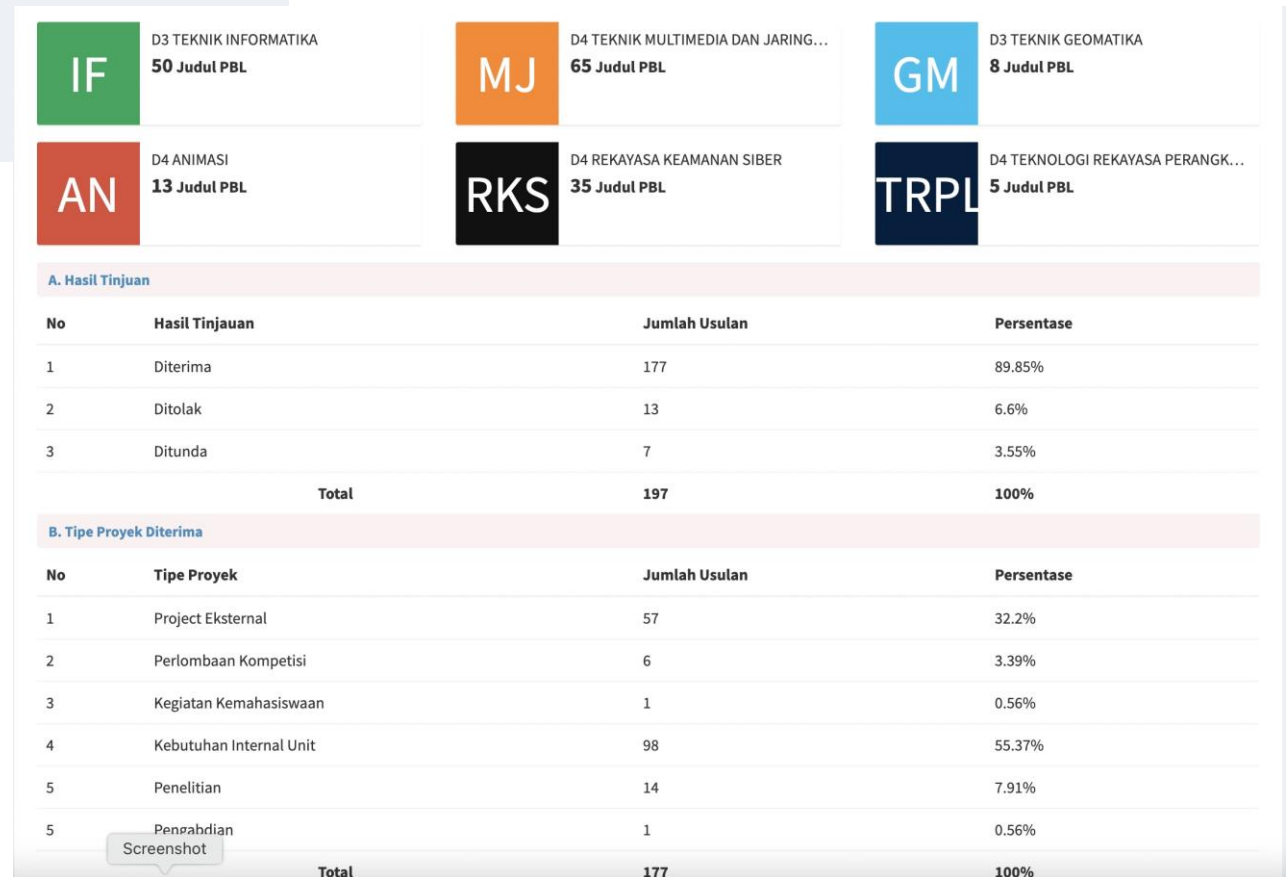 IF
D3 TEKNIK INFORMATIKA
50 Judul PBL
MJ
D4 TEKNIK MULTIMEDIA DAN JARING...
65 Judul PBL
GM
D3 TEKNIK GEOMATIKA
8 Judul PBL
AN
D4 ANIMASI
13 Judul PBL
RKS
D4 REKAYASA KEAMANAN SIBER
35 Judul PBL
TRPL
D4 TEKNOLOGI REKAYASA PERANGK...
5 Judul PBL
A. Hasil Tinjuan
No Hasil Tinjauan Jumlah Usulan Persentase
1 Diterima 177 89.85%
2 Ditolak 13 6.6%
3 Ditunda 7 3.55%
Total 197 100%
B. Tipe Proyek Diterima
No Tipe Proyek Jumlah Usulan Persentase
1 Project Eksternal 57 32.2%
2 Perlombaan Kompetisi 6 3.39%
3 Kegiatan Kemahasiswaan 1 0.56%
4 Kebutuhan Internal Unit 98 55.37%
5 Penelitian 14 7.91%
5 Pengabdian 1 0.56%
Screenshot
Total 177 100%